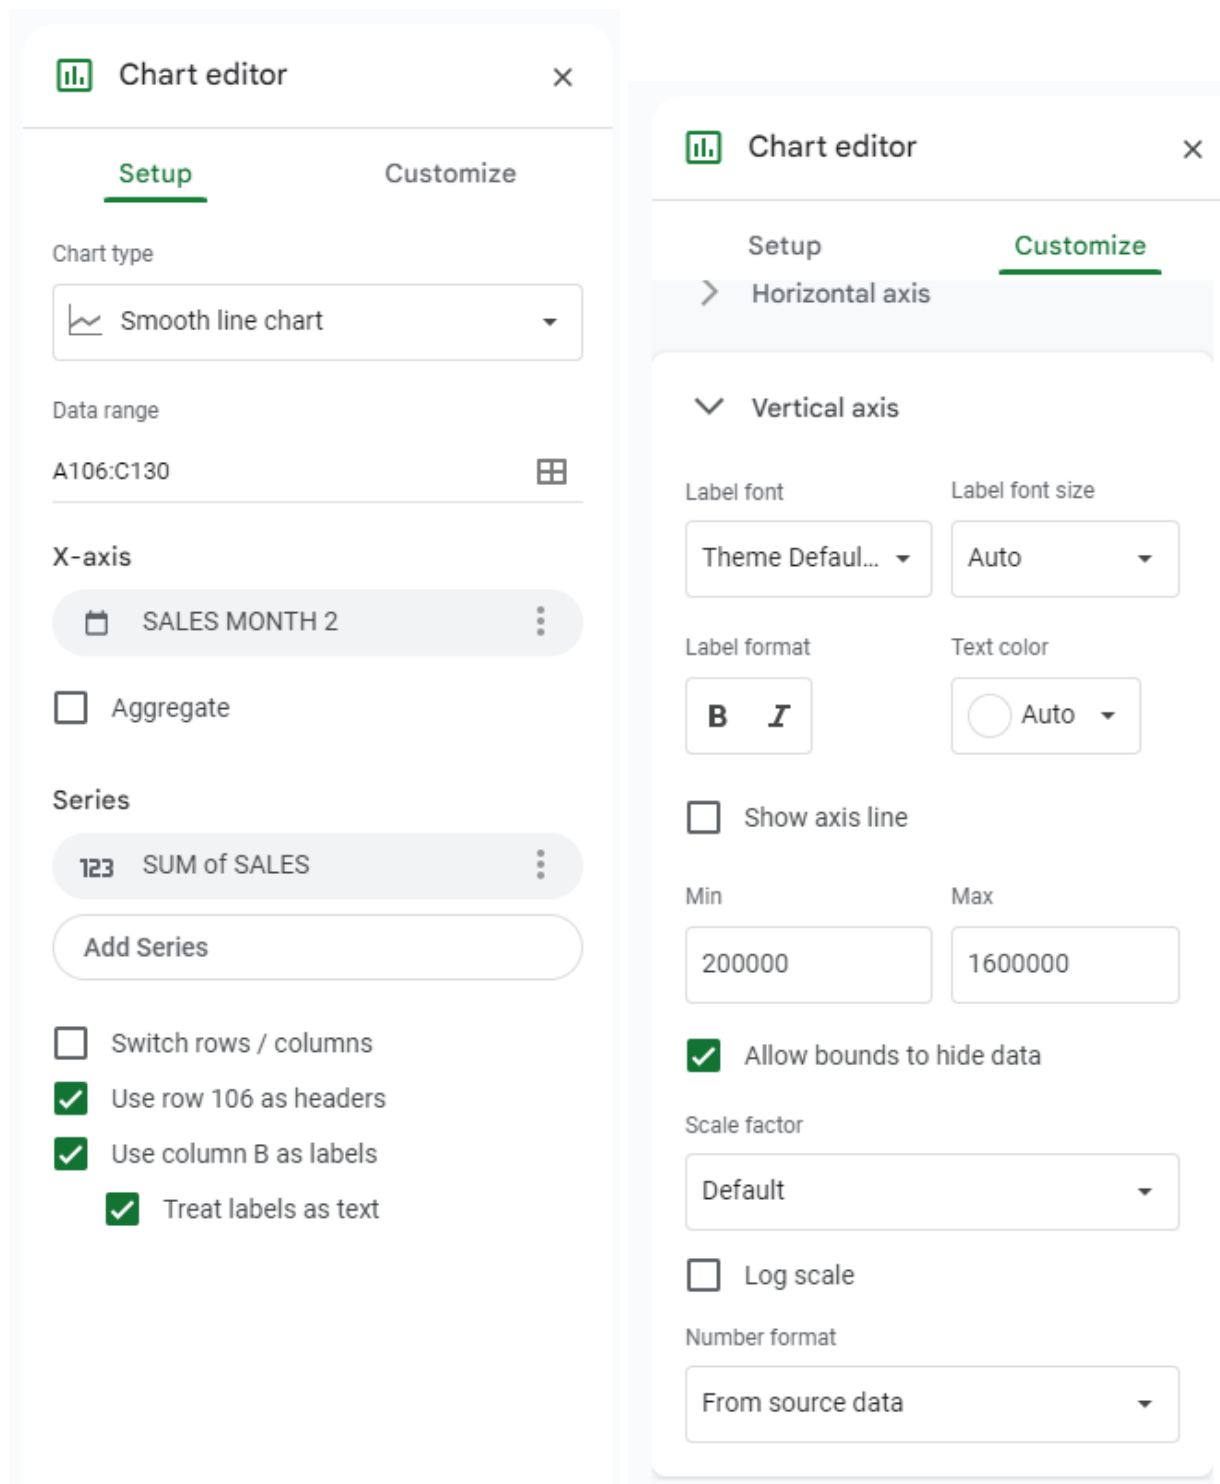 Chart editor
Setup Customize
Chart type
Smooth line chart
Data range
A106:C130
X-axis
SALES MONTH 2
Aggregate
Series
123 SUM of SALES
Add Series
Switch rows / columns
Use row 106 as headers
Use column B as labels
Treat labels as text
Chart editor
Setup Customize
Horizontal axis
Vertical axis
Label font Label font size
Theme Defaul... Auto
Label format Text color
B I Auto
Show axis line
Min Max
200000 1600000
Allow bounds to hide data
Scale factor
Default
Log scale
Number format
From source data